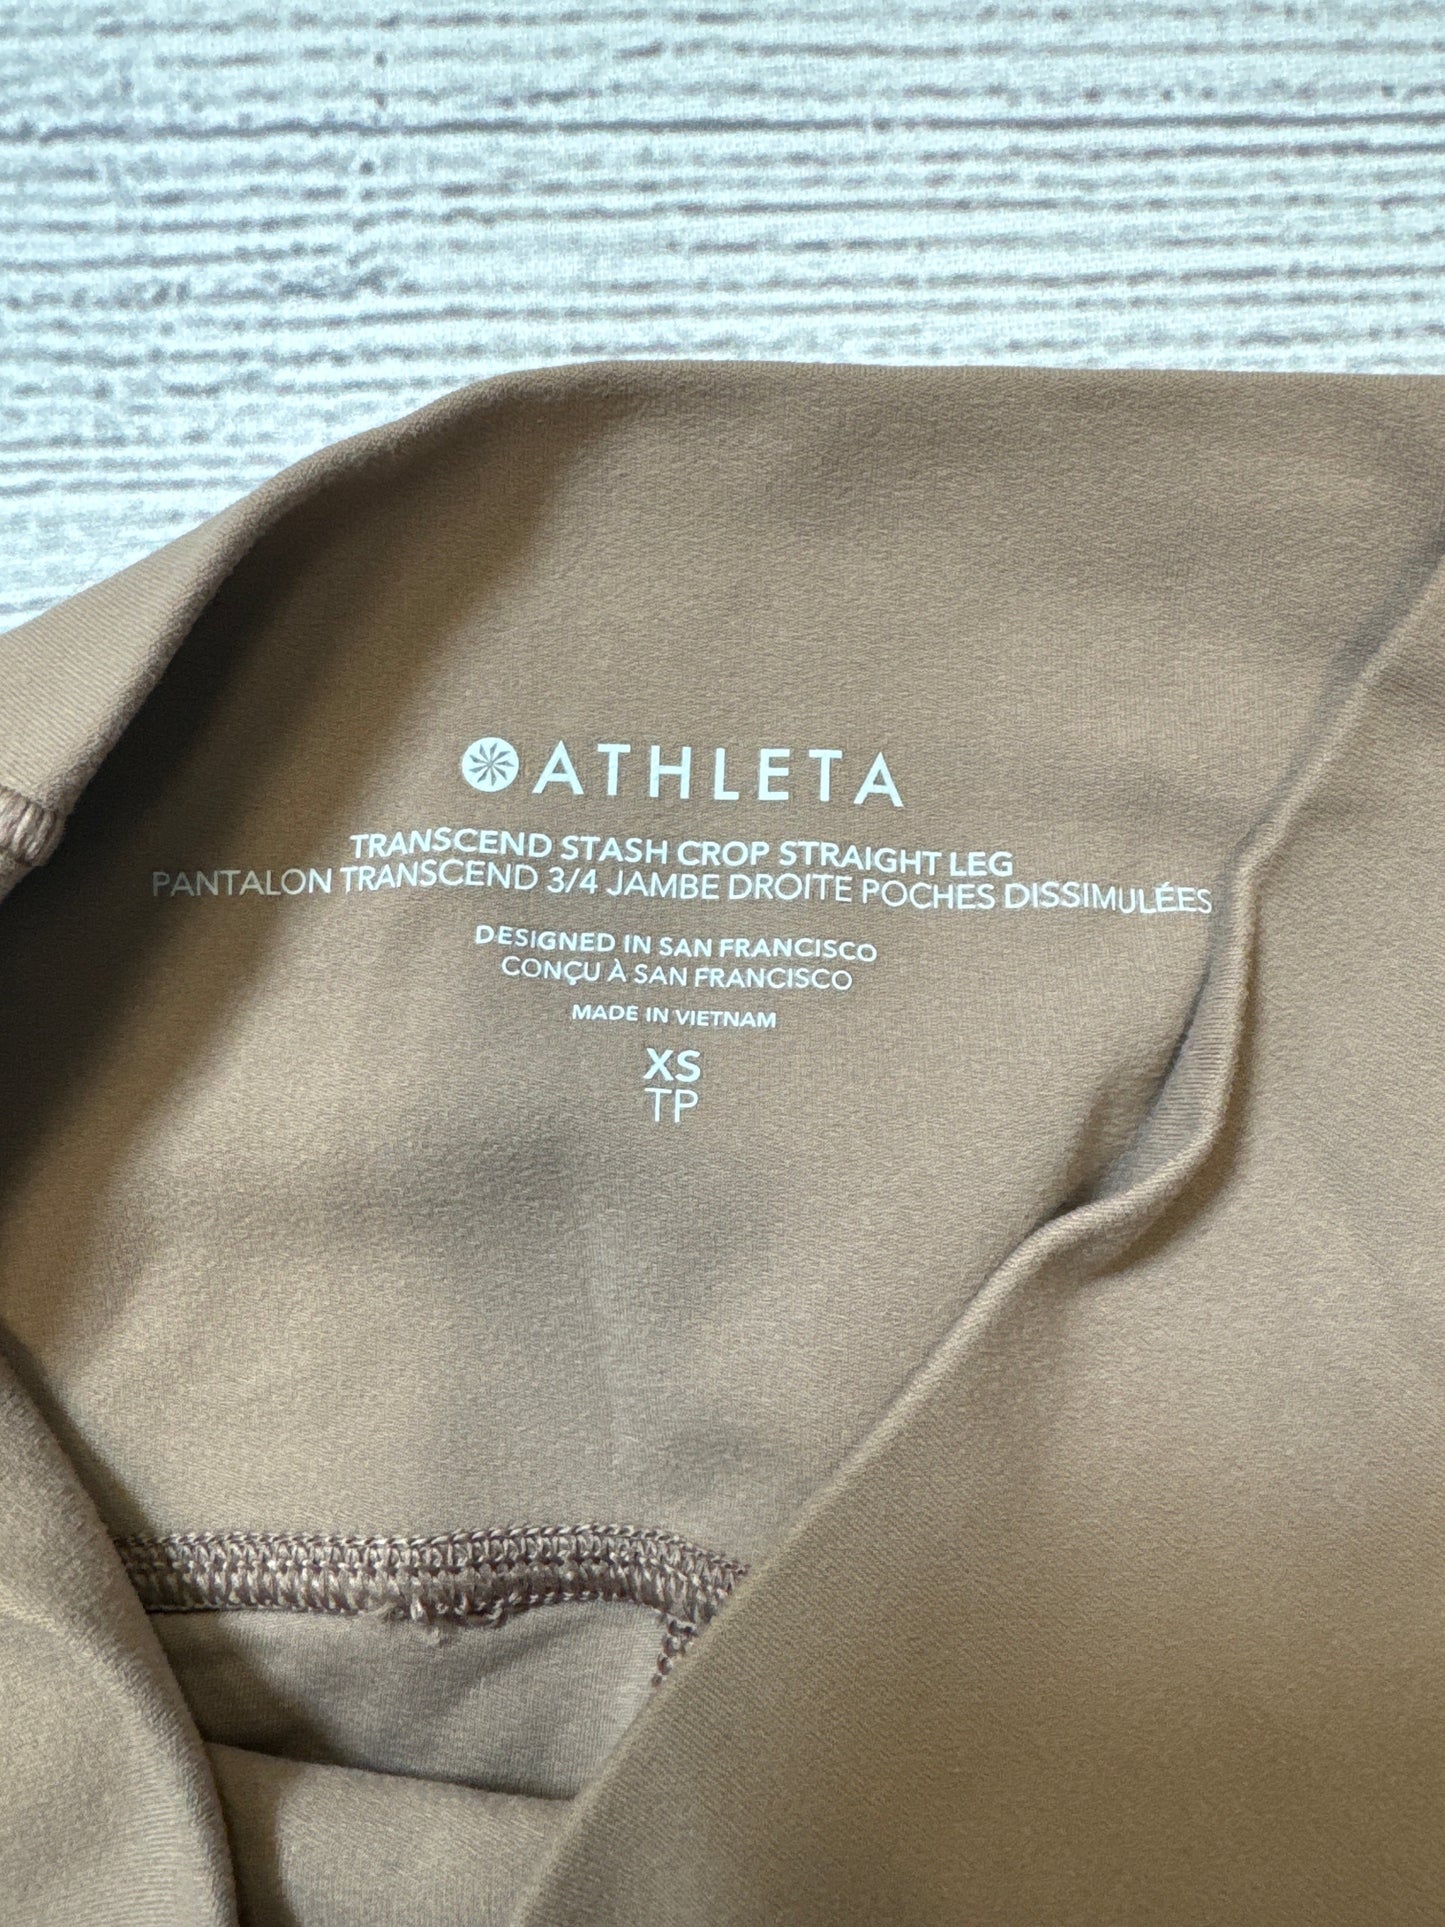 ATHLETA
TRANSCEND STASH CROP STRAIGHT LEG
PANTALON TRANSCEND 3/4 JAMBE DROITE POCHES DISSIMULÉES
DESIGNED IN SAN FRANCISCO
CONÇU À SAN FRANCISCO
MADE IN VIETNAM
XS
TP